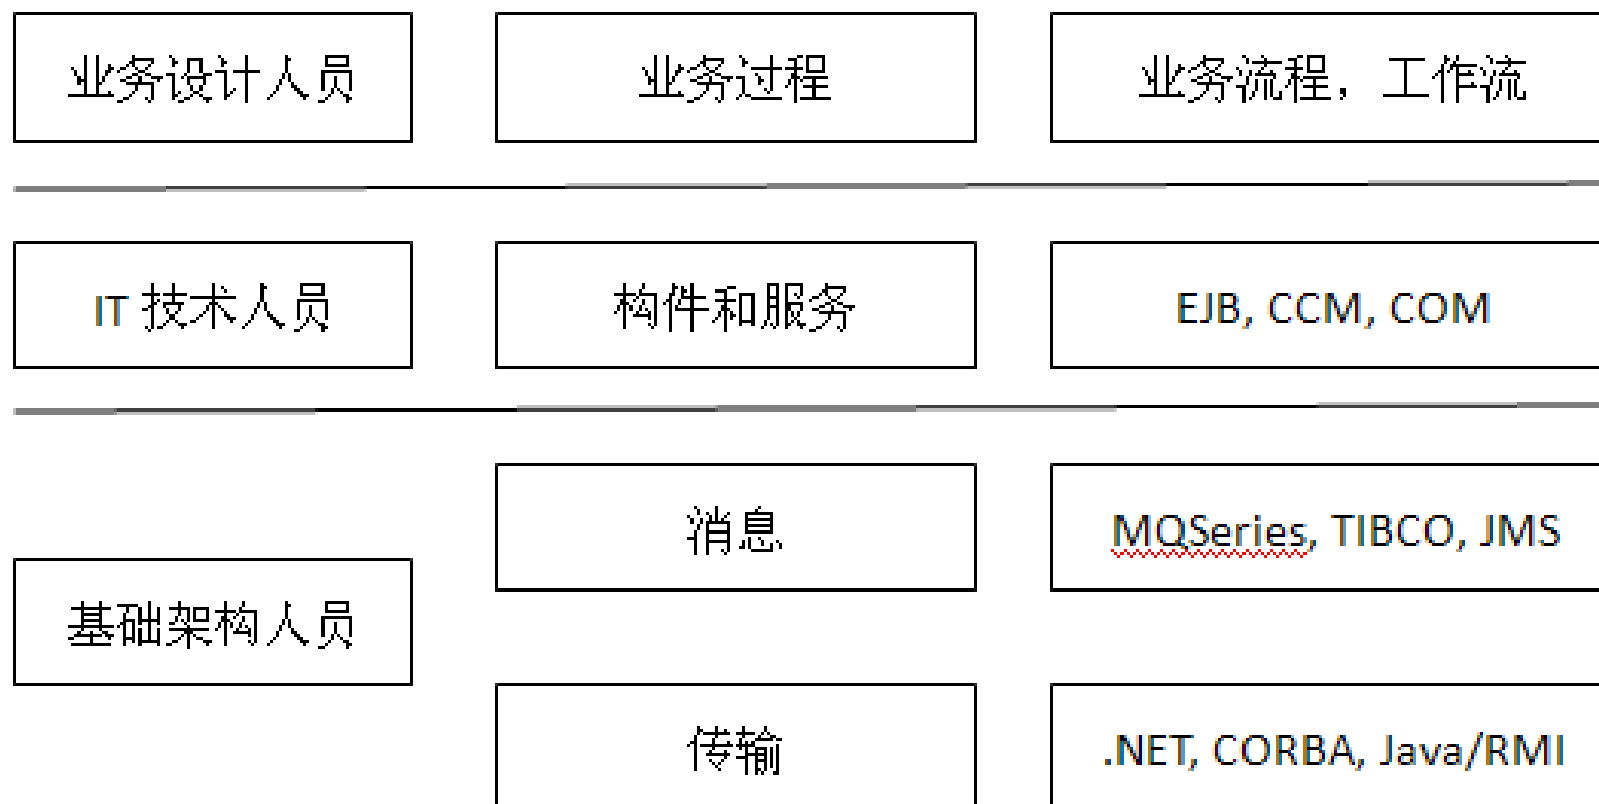 业务设计人员
业务过程
业务流程，工作流
IT 技术人员
构件和服务
EJB, CCM, COM
消息
MQSeries, TIBCO, JMS
基础架构人员
传输
.NET, CORBA, Java/RMI